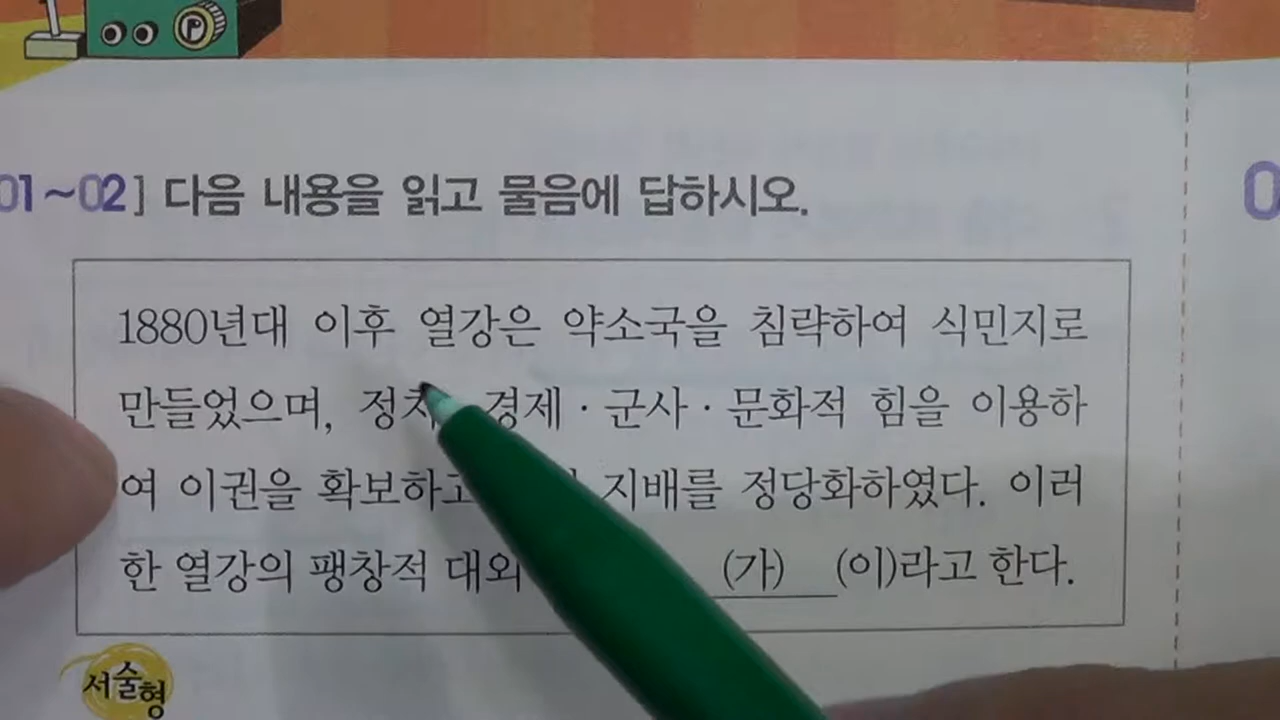 01~02] 다음 내용을 읽고 물음에 답하시오.
1880년대 이후 열강은 약소국을 침략하여 식민지로
만들었으며, 정치 경제·군사·문화적 힘을 이용하
여 이권을 확보하고 지배를 정당화하였다. 이러
한 열강의 팽창적 대외 (가) (이)라고 한다.
서술형
0